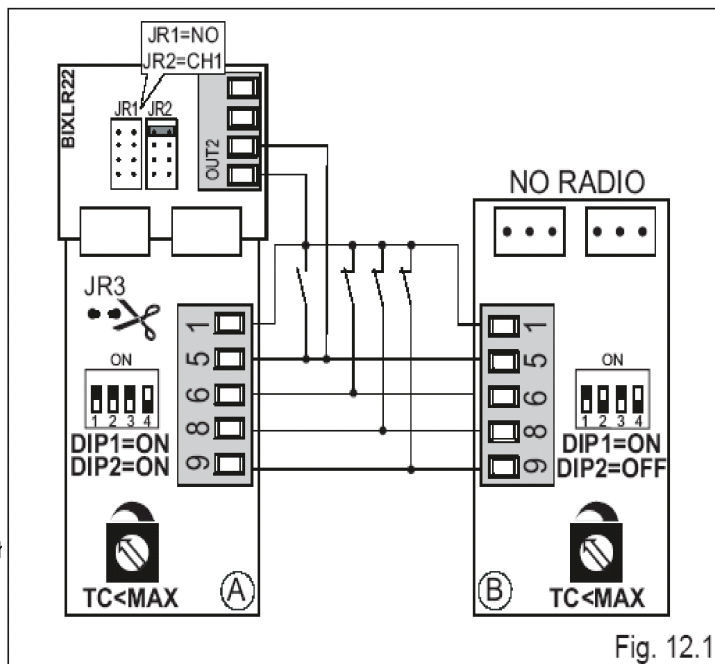 JR1=NO
JR2=CH1
BIXLR22
JR1 JR2
OUT2
NO RADIO
JR3
ON
1 2 3 4
DIP1=ON
DIP2=ON
1
5
6
8
9
TC<MAX
A
1
5
6
8
9
ON
1 2 3 4
DIP1=ON
DIP2=OFF
TC<MAX
B
Fig. 12.1